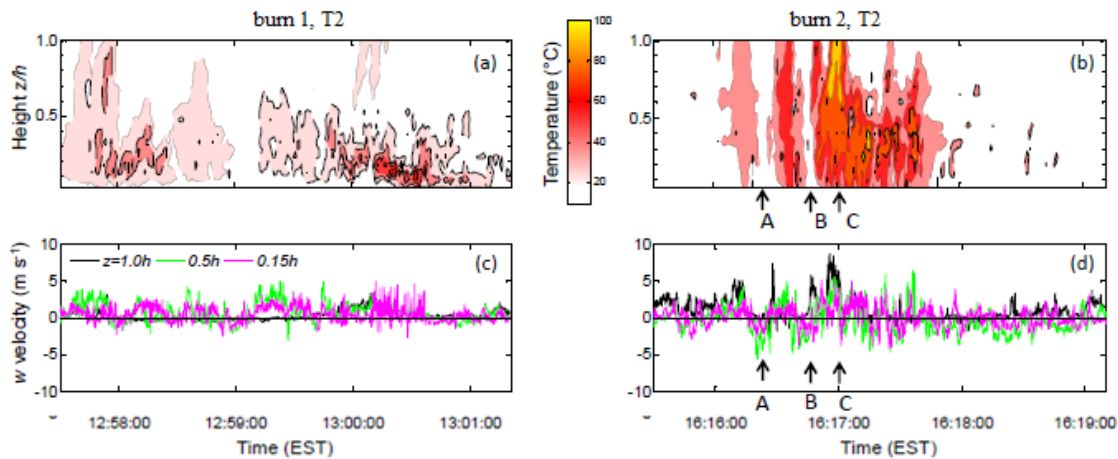 burn 1, T2
burn 2, T2
Height z/h
1.0
0.5
(a)
Temperature (°C)
100
80
60
40
20
1.0
0.5
(b)
A B C
w velocity (m s⁻¹)
10
5
0
-5
-10
z=1.0h 0.5h 0.15h
(c)
10
5
0
-5
-10
(d)
A B C
12:58:00 12:59:00 13:00:00 13:01:00
Time (EST)
16:16:00 16:17:00 16:18:00 16:19:00
Time (EST)